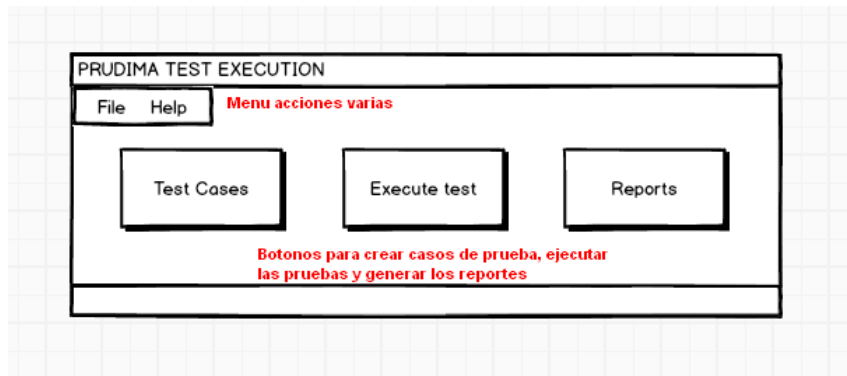 PRUDIMA TEST EXECUTION
File Help
Menu acciones varias
Test Cases
Execute test
Reports
Botonos para crear casos de prueba, ejecutar
las pruebas y generar los reportes